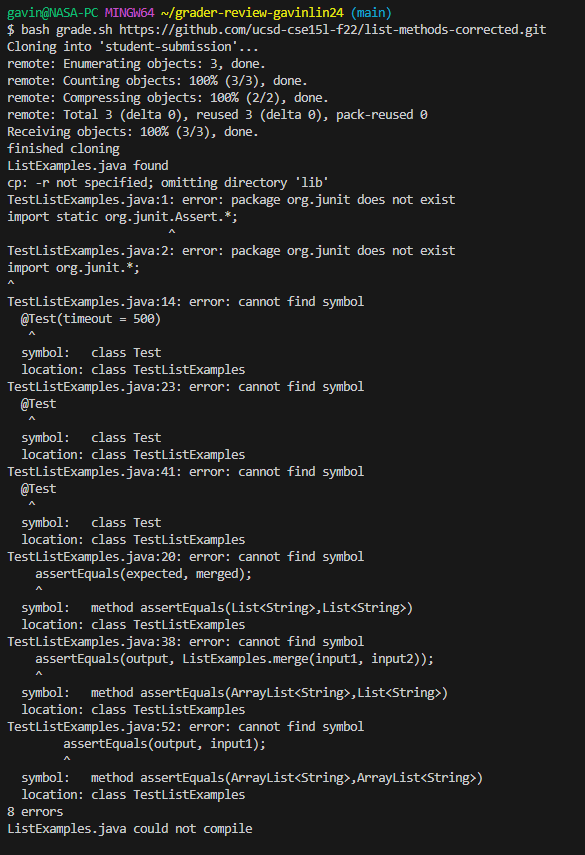 gavin@NASA-PC MINGW64 ~/grader-review-gavinlin24 (main)
$ bash grade.sh https://github.com/ucsd-cse15l-f22/list-methods-corrected.git
Cloning into 'student-submission'...
remote: Enumerating objects: 3, done.
remote: Counting objects: 100% (3/3), done.
remote: Compressing objects: 100% (2/2), done.
remote: Total 3 (delta 0), reused 3 (delta 0), pack-reused 0
Receiving objects: 100% (3/3), done.
finished cloning
ListExamples.java found
cp: -r not specified; omitting directory 'lib'
TestListExamples.java:1: error: package org.junit does not exist
import static org.junit.Assert.*;
^
TestListExamples.java:2: error: package org.junit does not exist
import org.junit.*;
^
TestListExamples.java:14: error: cannot find symbol
@Test(timeout = 500)
^
symbol:   class Test
location: class TestListExamples
TestListExamples.java:23: error: cannot find symbol
@Test
^
symbol:   class Test
location: class TestListExamples
TestListExamples.java:41: error: cannot find symbol
@Test
^
symbol:   class Test
location: class TestListExamples
TestListExamples.java:20: error: cannot find symbol
assertEquals(expected, merged);
^
symbol:   method assertEquals(List<String>,List<String>)
location: class TestListExamples
TestListExamples.java:38: error: cannot find symbol
assertEquals(output, ListExamples.merge(input1, input2));
^
symbol:   method assertEquals(ArrayList<String>,List<String>)
location: class TestListExamples
TestListExamples.java:52: error: cannot find symbol
assertEquals(output, input1);
^
symbol:   method assertEquals(ArrayList<String>,ArrayList<String>)
location: class TestListExamples
8 errors
ListExamples.java could not compile